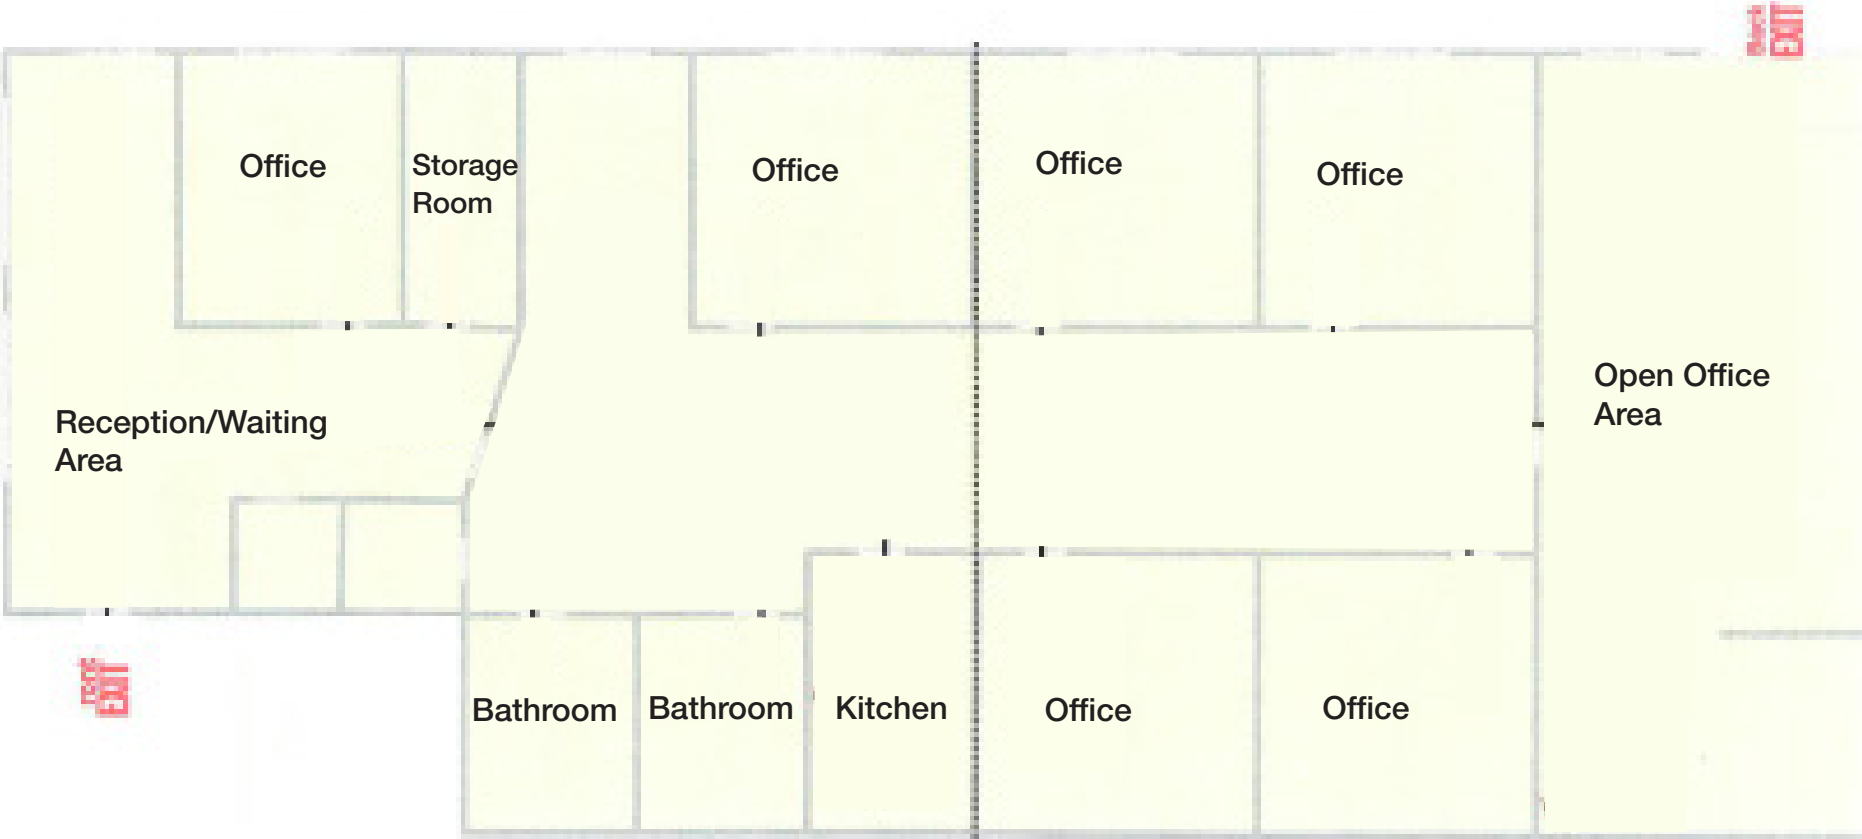 EXIT
Office
Storage
Room
Office
Office
Office
Reception/Waiting
Area
Open Office
Area
EXIT
Bathroom
Bathroom
Kitchen
Office
Office